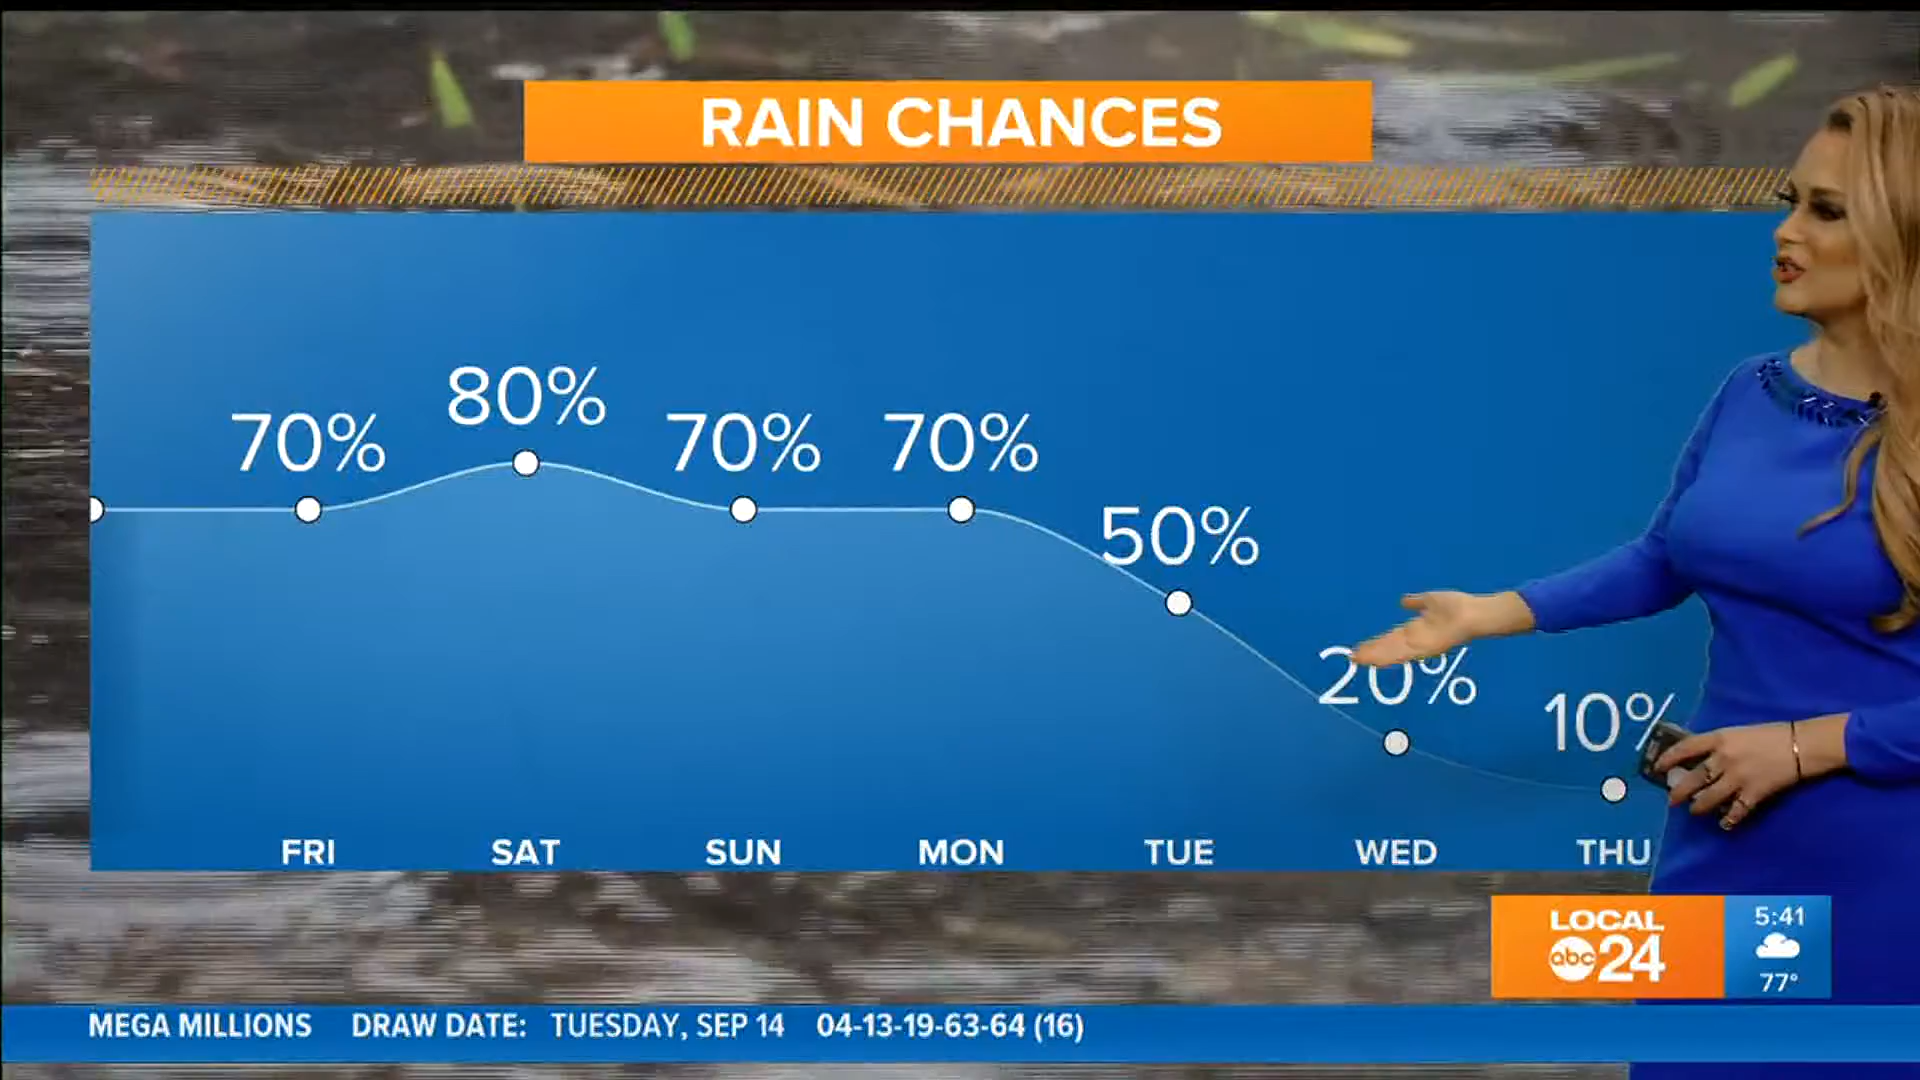 RAIN CHANCES
70%
80%
70%
70%
50%
20%
10%
FRI SAT SUN MON TUE WED THU
LOCAL
abc 24
5:41
77°
MEGA MILLIONS DRAW DATE: TUESDAY, SEP 14 04-13-19-63-64 (16)